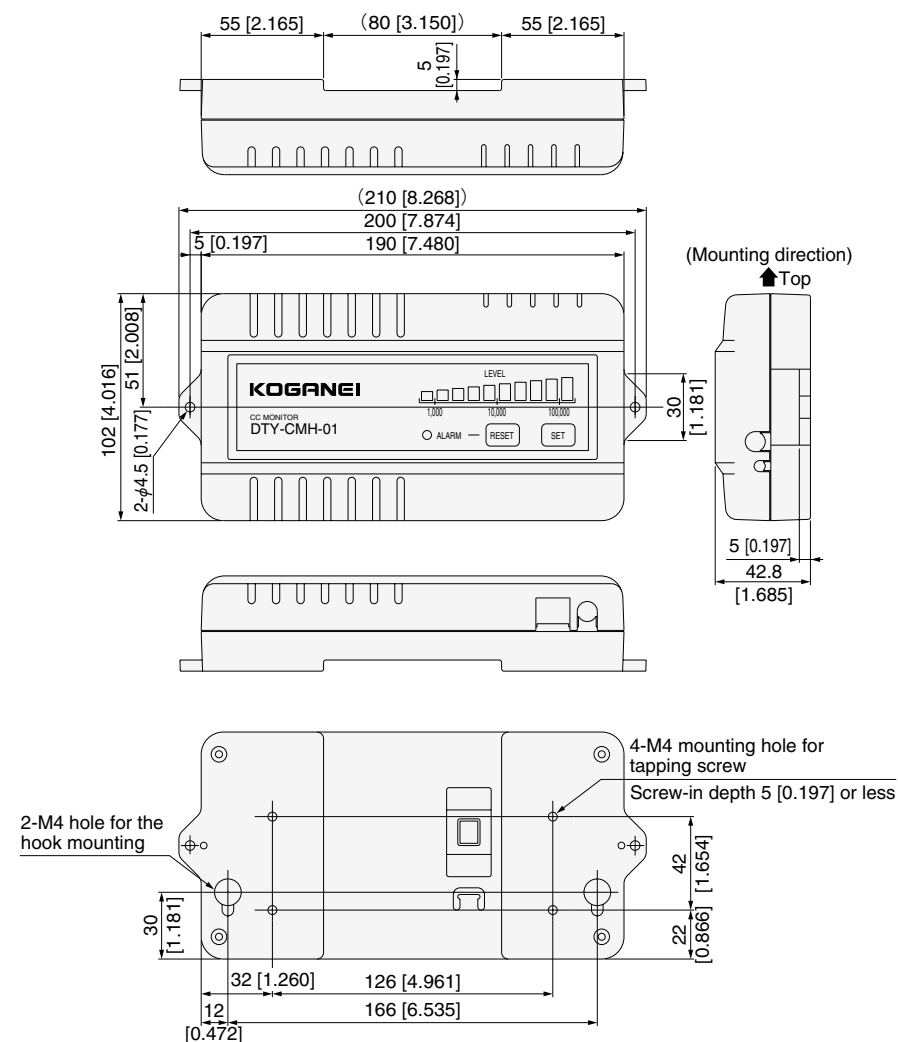 55 [2.165]
（80 [3.150]）
55 [2.165]
5
[0.197]
（210 [8.268]）
200 [7.874]
5 [0.197]
190 [7.480]
(Mounting direction)
Top
51 [2.008]
102 [4.016]
2-φ4.5 [0.177]
KOGANEI
CC MONITOR
DTY-CMH-01
LEVEL
1,000
10,000
100,000
ALARM
RESET
SET
30
[1.181]
5 [0.197]
42.8
[1.685]
4-M4 mounting hole for
tapping screw
Screw-in depth 5 [0.197] or less
2-M4 hole for the
hook mounting
42
[1.654]
30
[1.181]
22
[0.866]
32 [1.260]
126 [4.961]
12
[0.472]
166 [6.535]